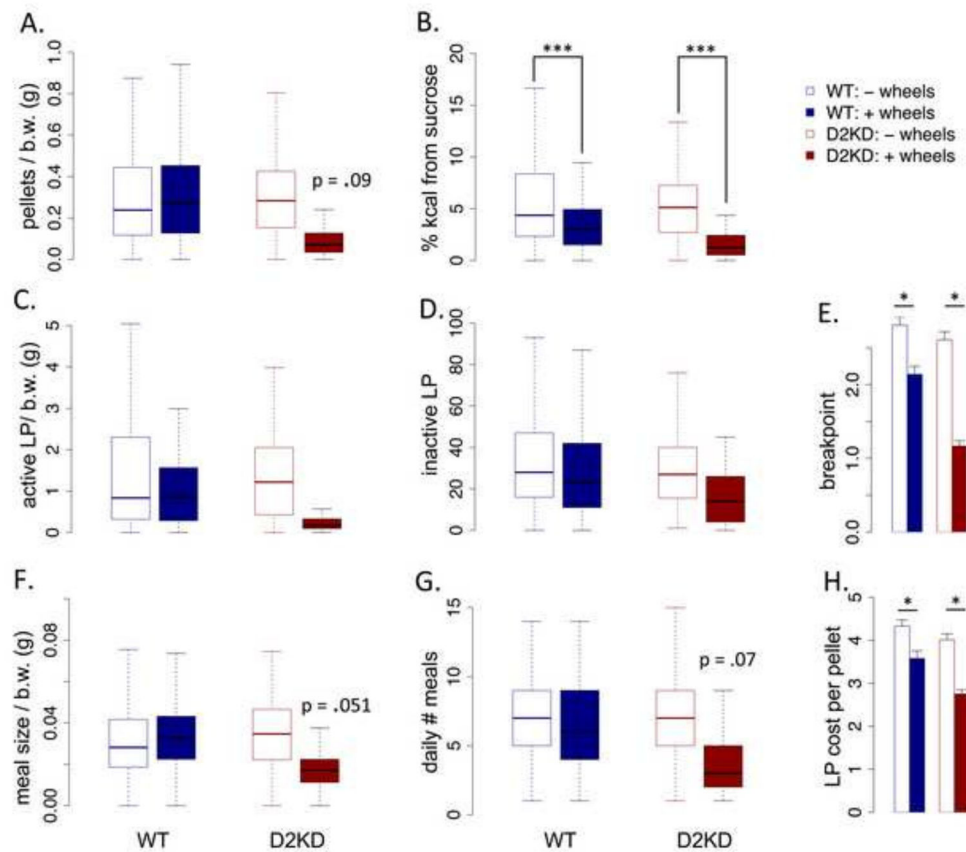 A.
pellets / b.w. (g)
0.0 0.2 0.4 0.6 0.8 1.0
p = .09
B.
% kcal from sucrose
0 5 10 15 20
***
***
WT: – wheels
WT: + wheels
D2KD: – wheels
D2KD: + wheels
C.
active LP/ b.w. (g)
0 1 2 3 4 5
D.
inactive LP
0 20 40 60 80 100
E.
breakpoint
0.0 1.0 2.0
*
*
F.
meal size / b.w. (g)
0.00 0.04 0.08
p = .051
WT
D2KD
G.
daily # meals
0 5 10 15
p = .07
WT
D2KD
H.
LP cost per pellet
0 1 2 3 4 5
*
*